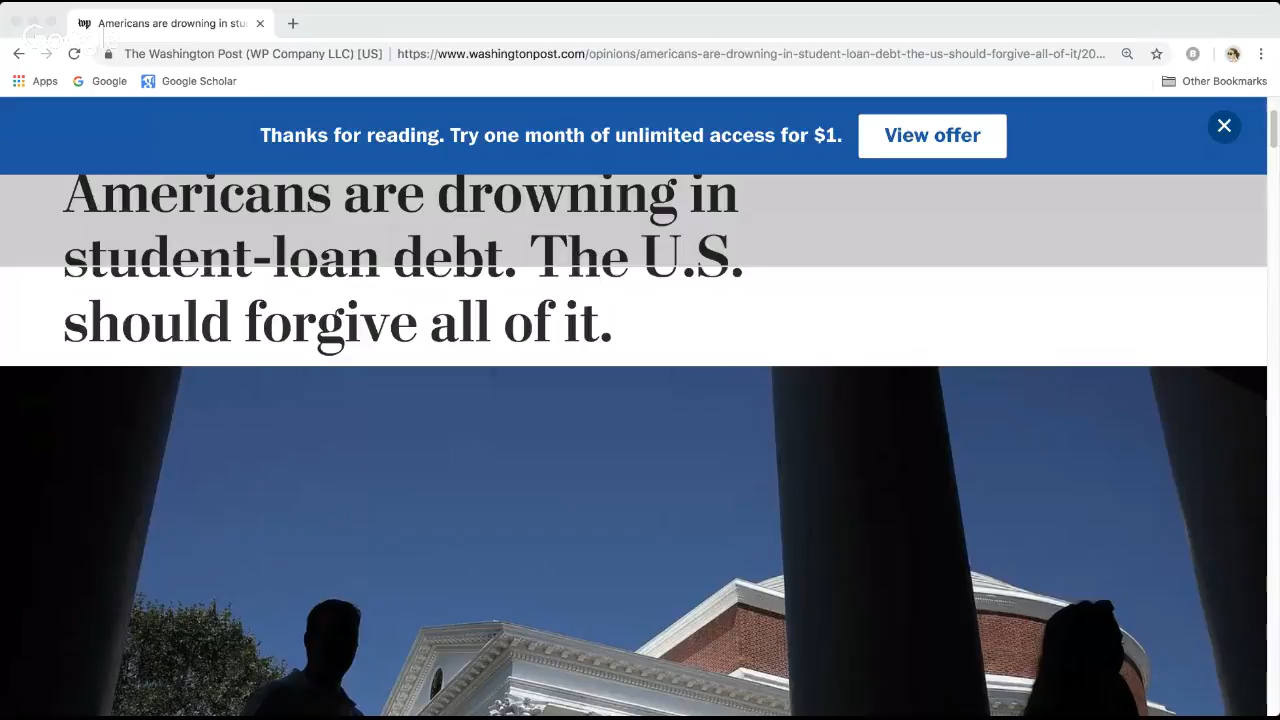 Google
wp Americans are drowning in stu
The Washington Post (WP Company LLC) [US] https://www.washingtonpost.com/opinions/americans-are-drowning-in-student-loan-debt-the-us-should-forgive-all-of-it/20...
B
Apps Google Google Scholar Other Bookmarks
Thanks for reading. Try one month of unlimited access for $1. View offer
Americans are drowning in
student-loan debt. The U.S.
should forgive all of it.